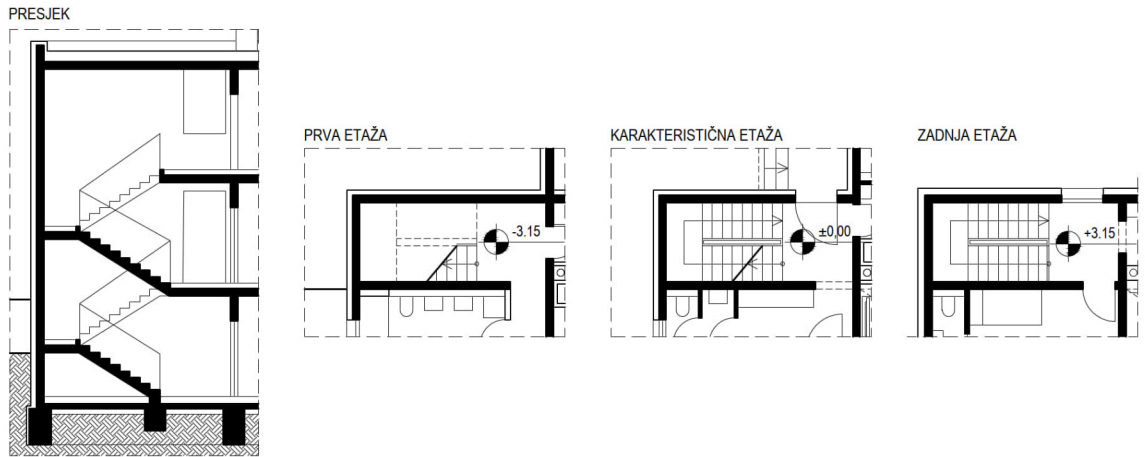 PRESJEK
PRVA ETAŽA
KARAKTERISTIČNA ETAŽA
ZADNJA ETAŽA
-3.15
±0,00
+3.15